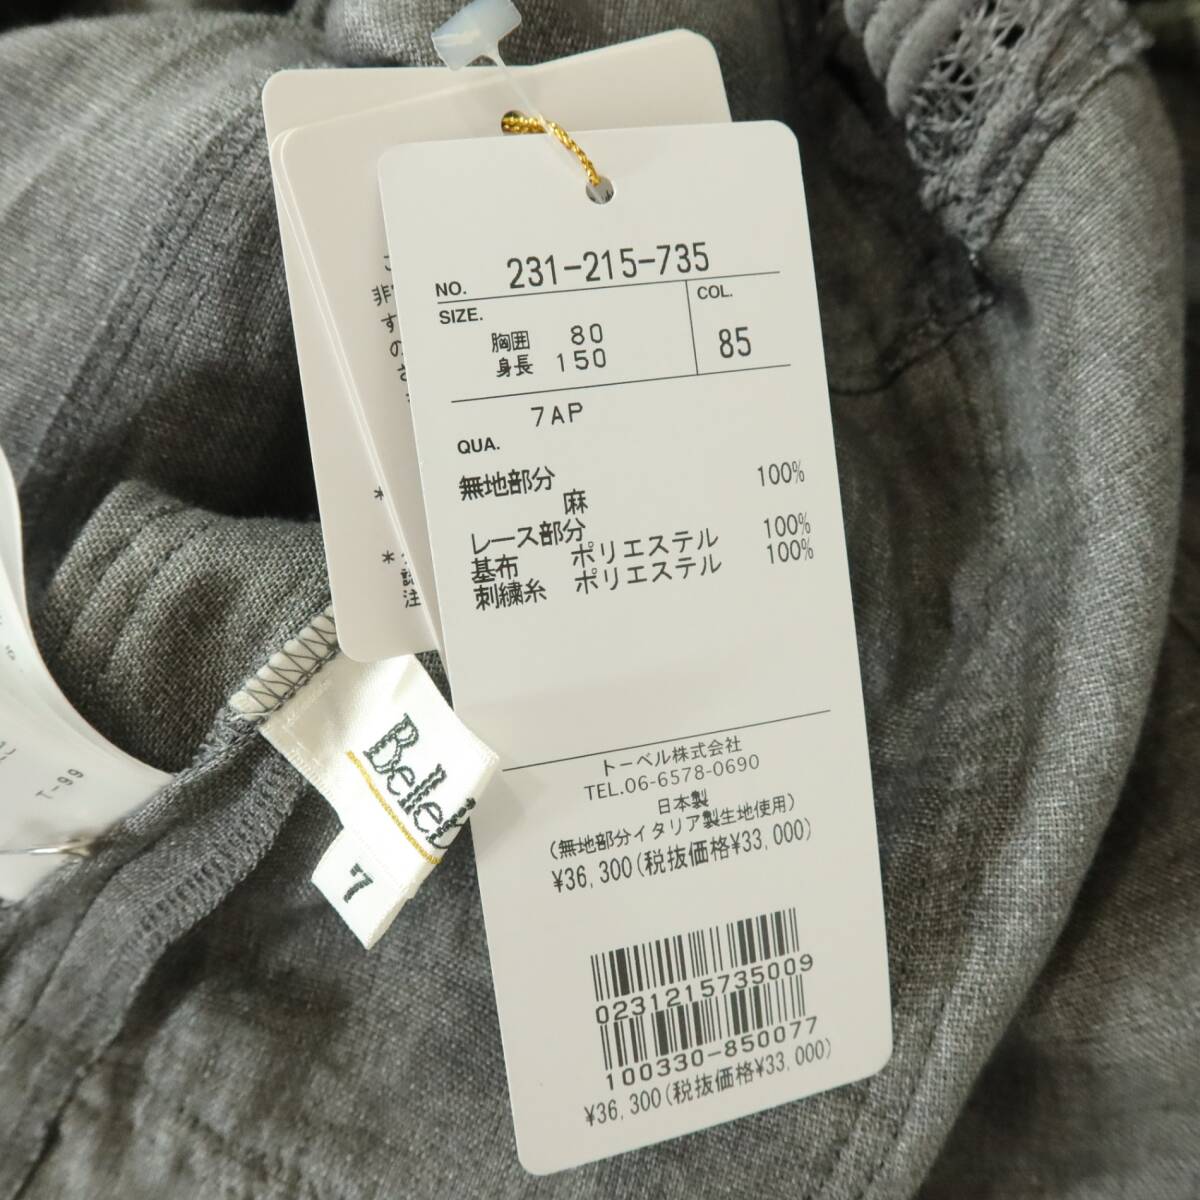 NO. 231-215-735
SIZE.
COL.
胸囲 80
身長 150
85
7AP
QUA.
無地部分
麻 100%
レース部分
基布 ポリエステル 100%
刺繍糸 ポリエステル 100%
トーベル株式会社
TEL.06-6578-0690
日本製
(無地部分イタリア製生地使用)
¥36,300(税抜価格¥33,000)
0231215735009
100330-850077
¥36,300(税抜価格¥33,000)
7
T-99